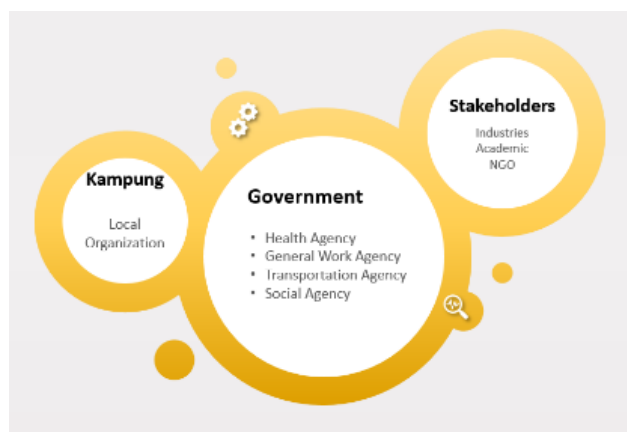 Kampung
Local
Organization
Government
• Health Agency
• General Work Agency
• Transportation Agency
• Social Agency
Stakeholders
Industries
Academic
NGO